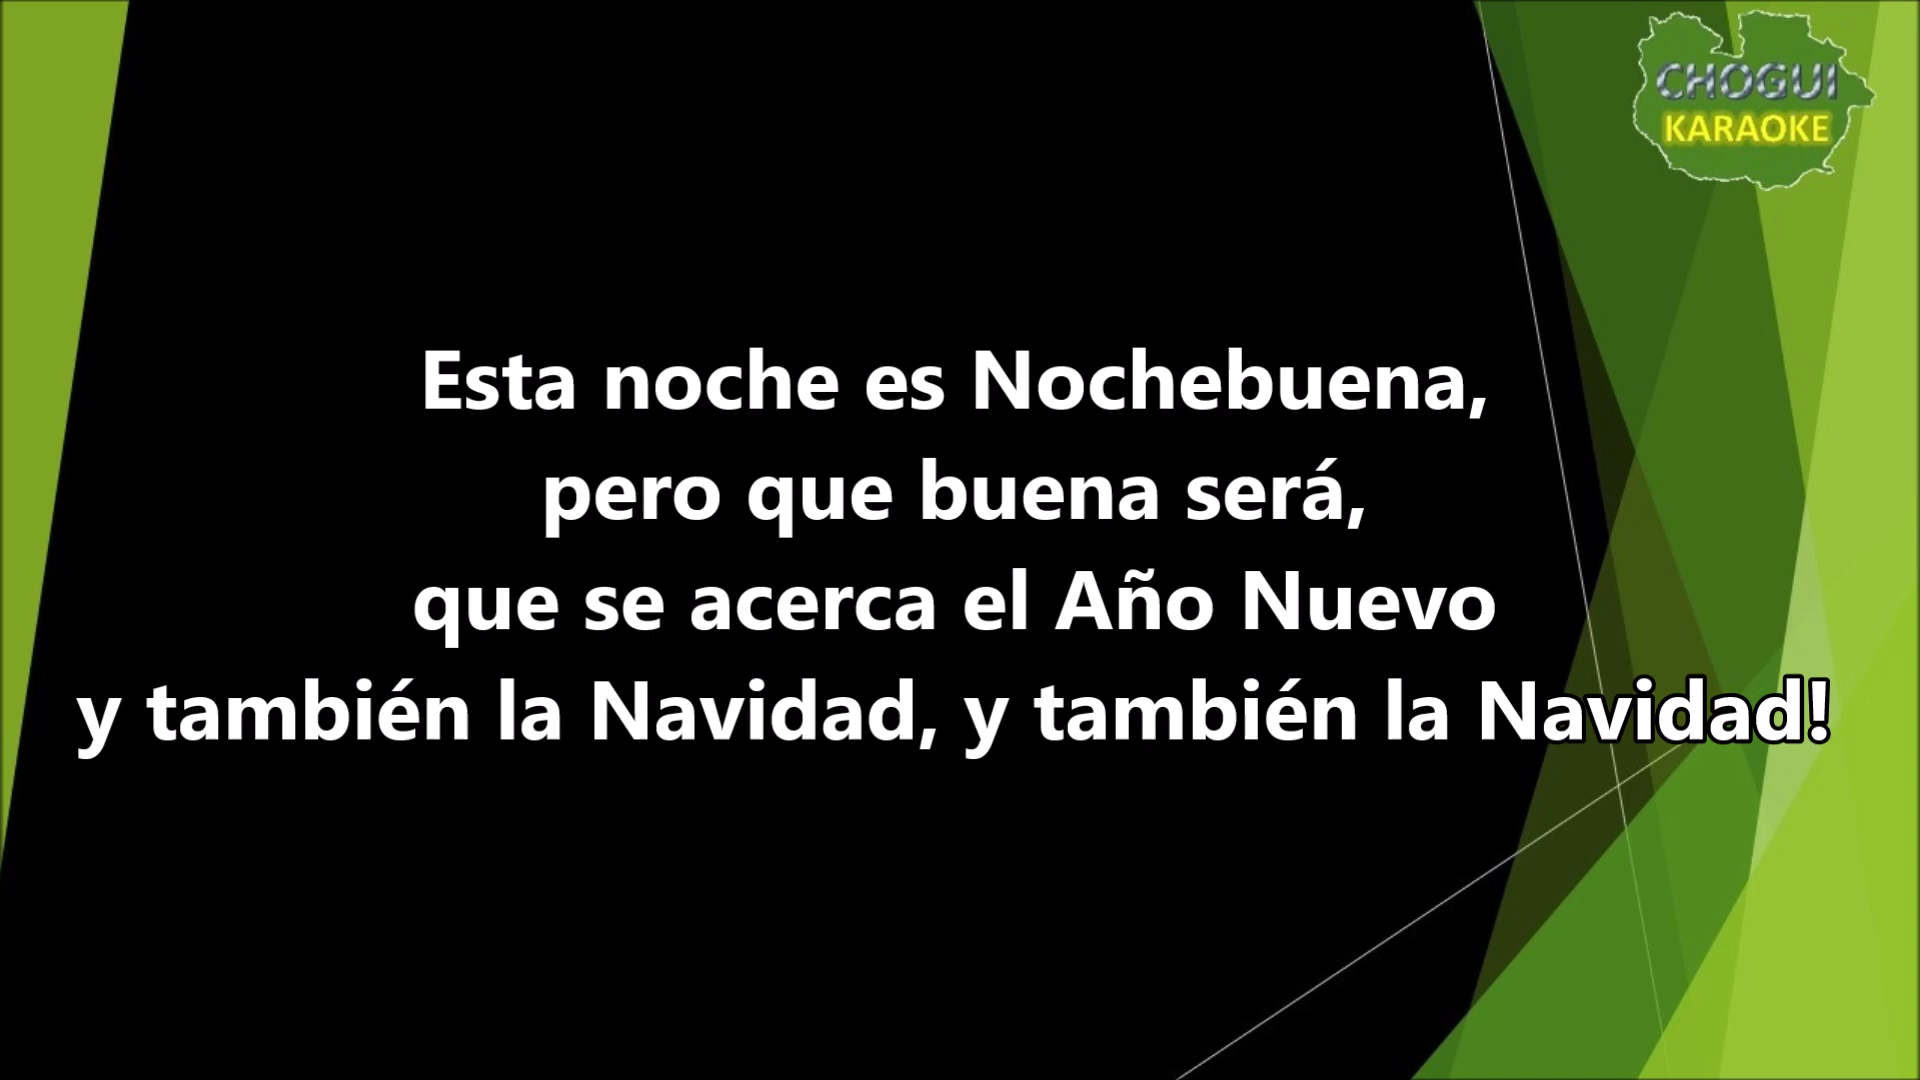 CHOGUI
KARAOKE
Esta noche es Nochebuena,
pero que buena será,
que se acerca el Año Nuevo
y también la Navidad, y también la Navidad!